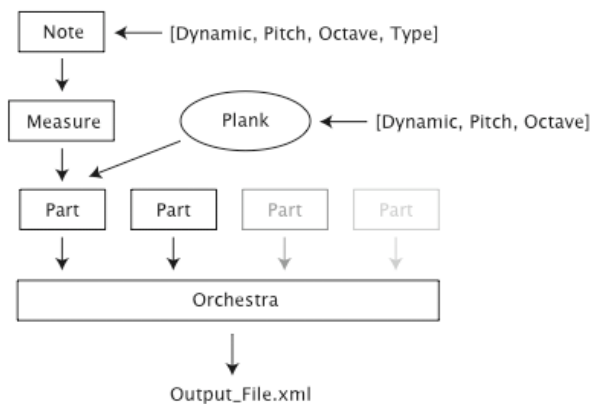 Note
[Dynamic, Pitch, Octave, Type]
Measure
Plank
[Dynamic, Pitch, Octave]
Part
Part
Part
Part
Orchestra
Output_File.xml